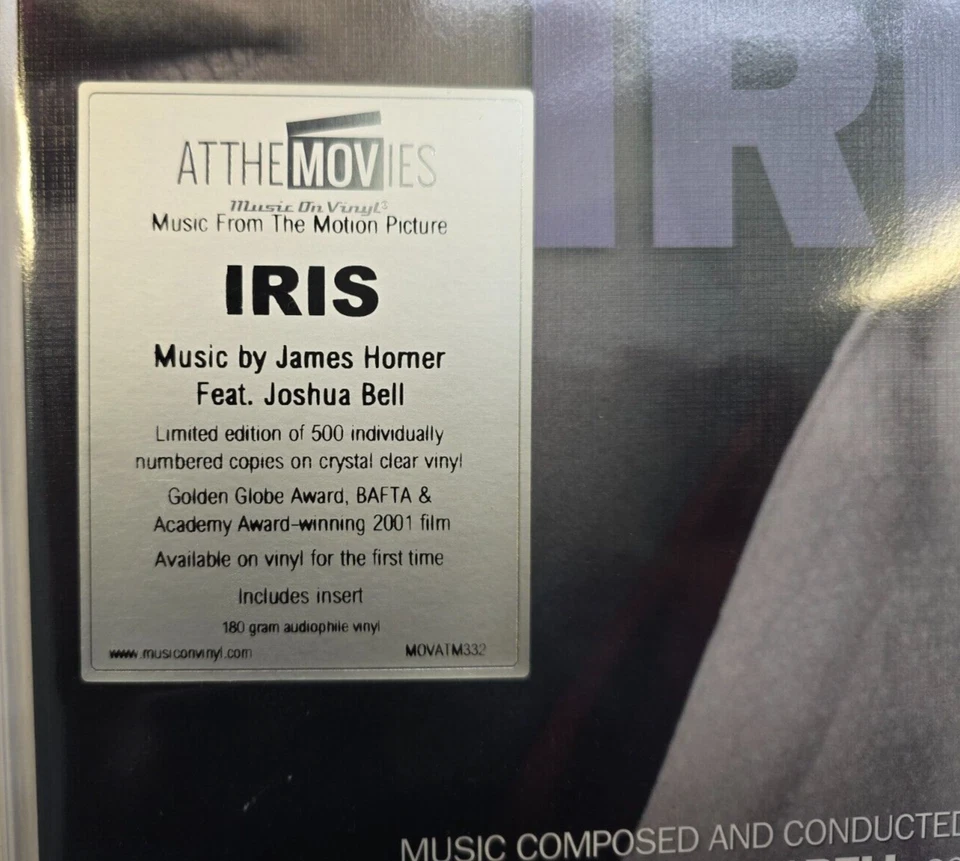 IR
ATTHEMOVIES
Music On Vinyl
Music From The Motion Picture
IRIS
Music by James Horner
Feat. Joshua Bell
Limited edition of 500 individually
numbered copies on crystal clear vinyl
Golden Globe Award, BAFTA &
Academy Award-winning 2001 film
Available on vinyl for the first time
Includes insert
180 gram audiophile vinyl
www.musiconvinyl.com MOVATM332
MUSIC COMPOSED AND CONDUCTED